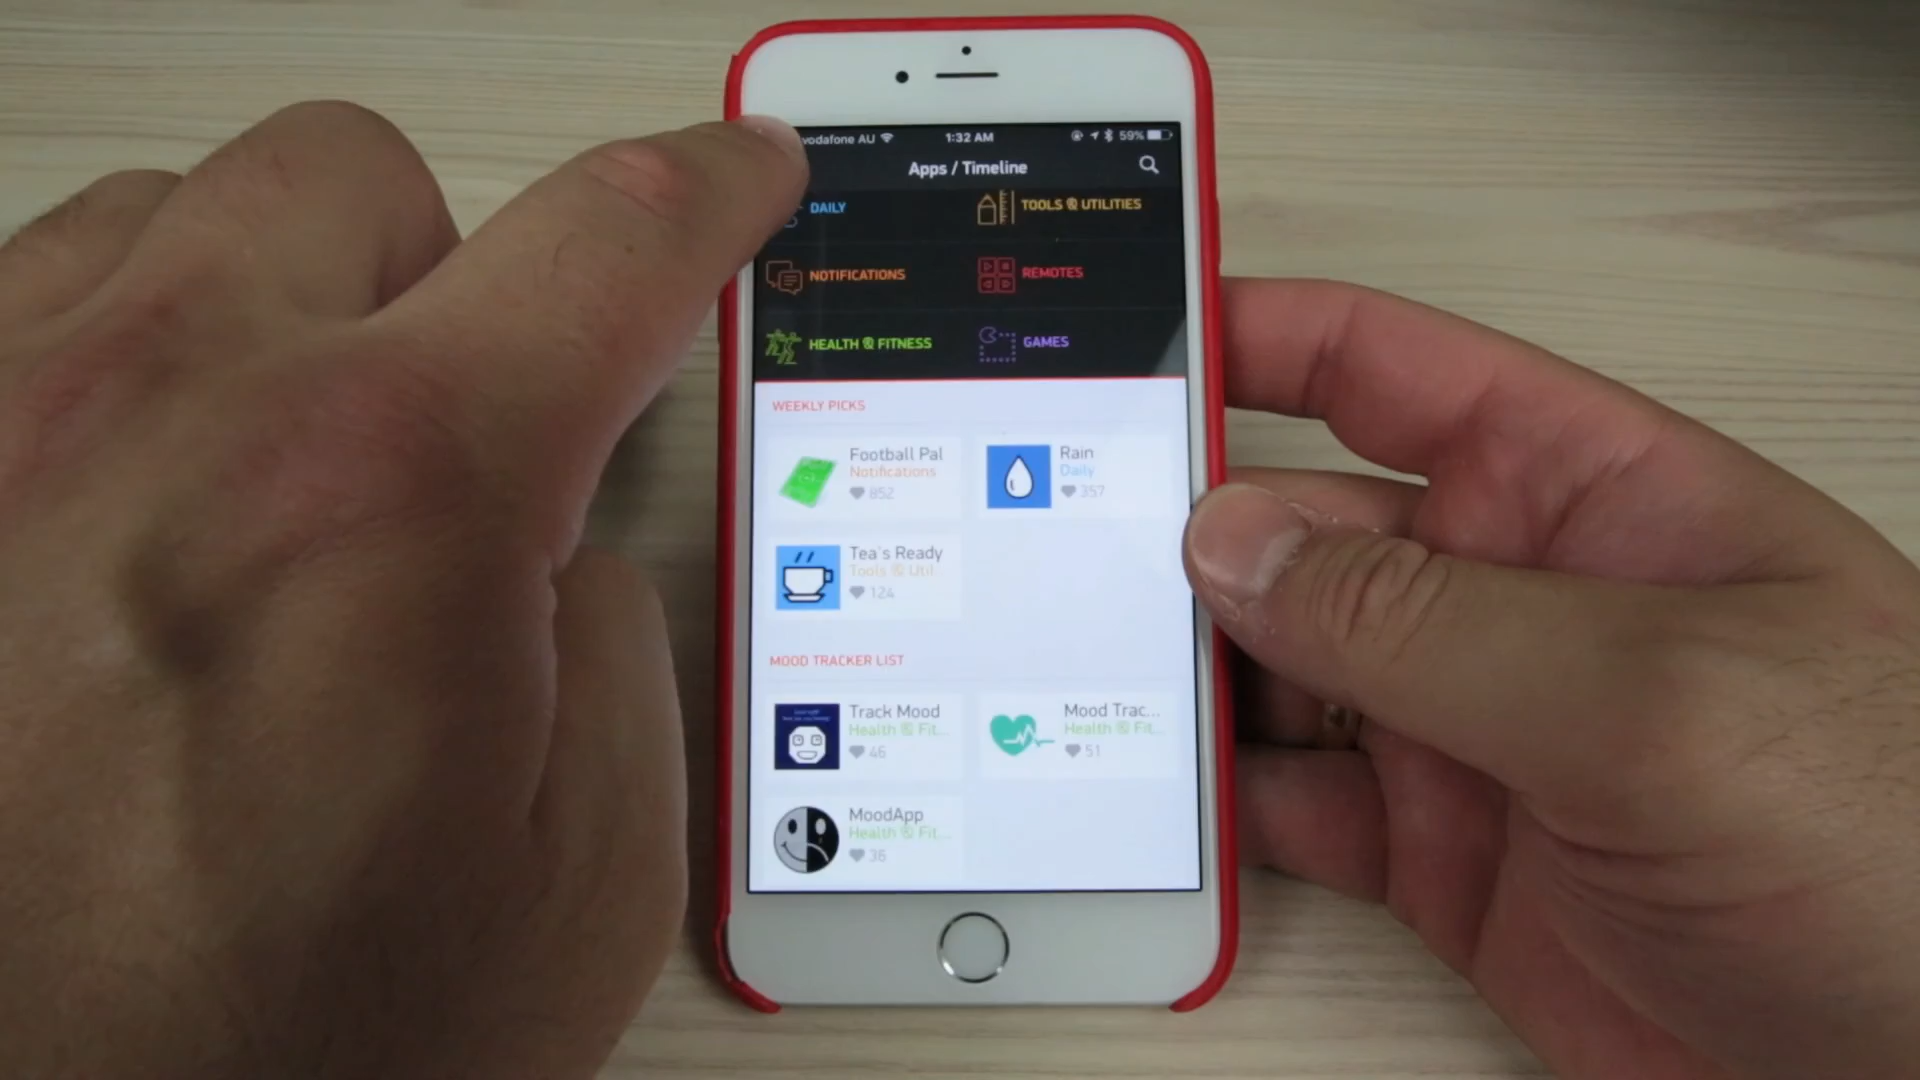 vodafone AU 1:32 AM 59%
Apps / Timeline
DAILY TOOLS & UTILITIES
NOTIFICATIONS REMOTES
HEALTH & FITNESS GAMES
WEEKLY PICKS
Football Pal
Notifications
852
Rain
Daily
357
Tea's Ready
Tools & Util...
124
MOOD TRACKER LIST
Track Mood
Health & Fit...
46
Mood Trac...
Health & Fit...
51
MoodApp
Health & Fit...
36